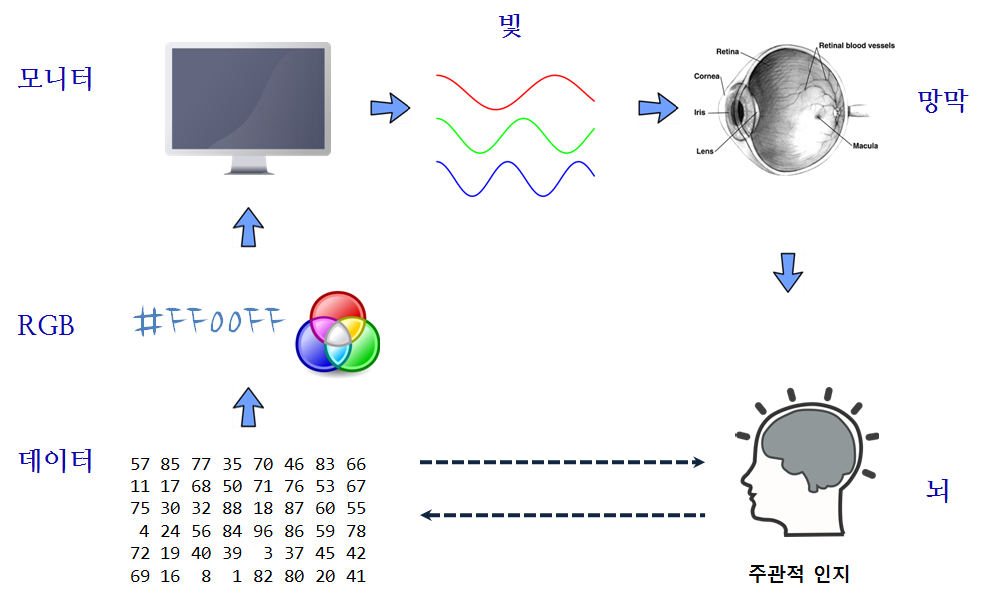 빛
모니터
Retina
Retinal blood vessels
Cornea
Iris
Lens
Macula
망막
RGB
#FF00FF
데이터
57 85 77 35 70 46 83 66
11 17 68 50 71 76 53 67
75 30 32 88 18 87 60 55
4 24 56 84 96 86 59 78
72 19 40 39 3 37 45 42
69 16 8 1 82 80 20 41
뇌
주관적 인지